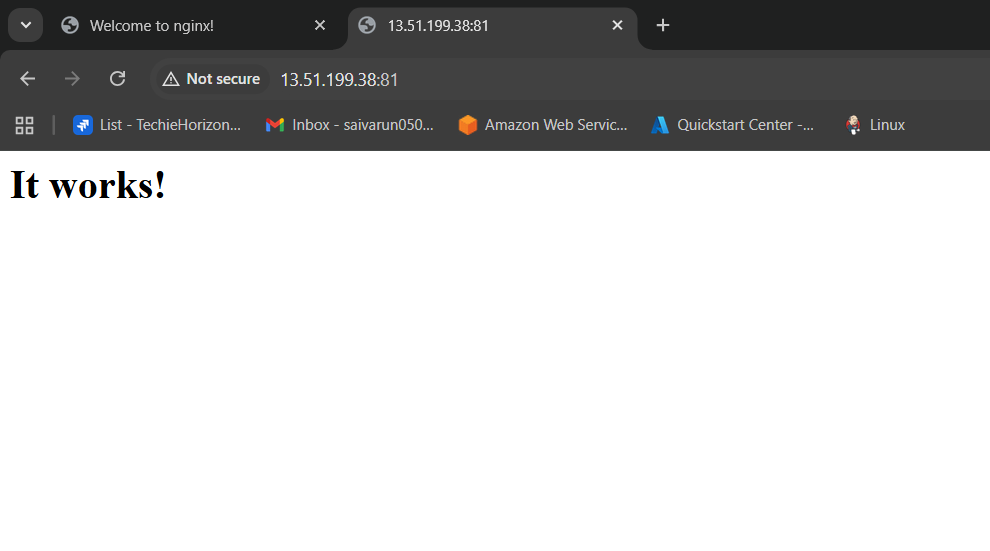 Welcome to nginx! 13.51.199.38:81
Not secure 13.51.199.38:81
List - TechieHorizon... Inbox - saivarun050... Amazon Web Servic... Quickstart Center -... Linux
It works!